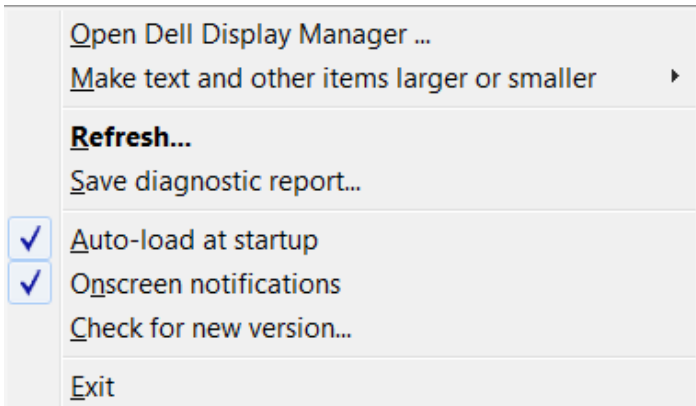 Open Dell Display Manager ...
Make text and other items larger or smaller
Refresh...
Save diagnostic report...
Auto-load at startup
Onscreen notifications
Check for new version...
Exit